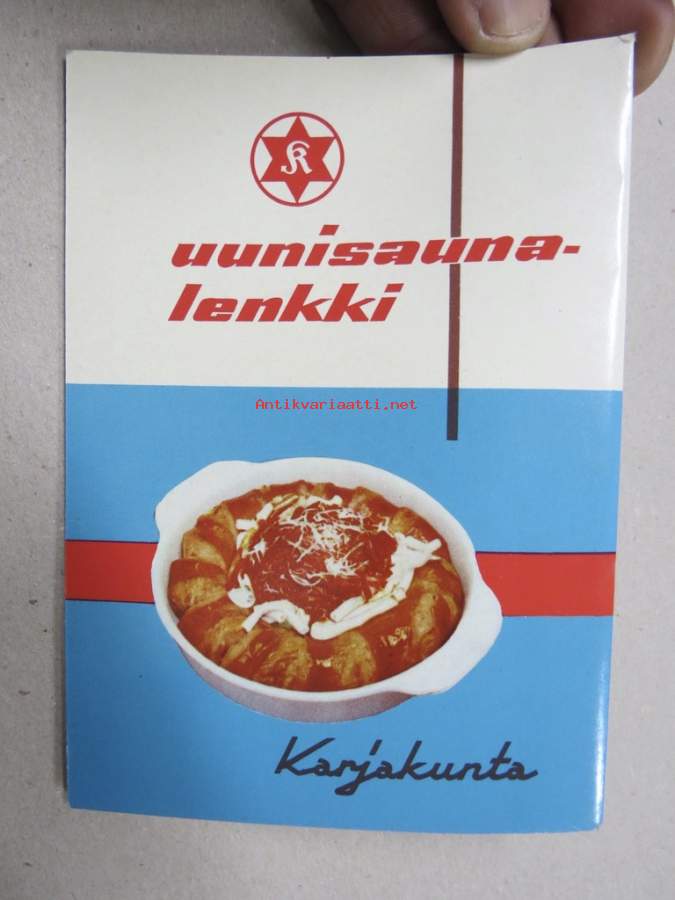 uunisauna-
lenkki
Antikvariaatti.net
Karjakunta